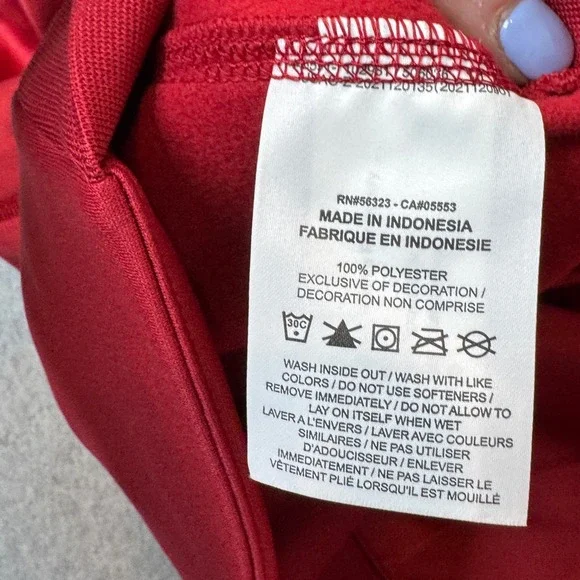 RN#56323 - CA#05553
MADE IN INDONESIA
FABRIQUE EN INDONESIE
100% POLYESTER
EXCLUSIVE OF DECORATION /
DECORATION NON COMPRISE
30C
WASH INSIDE OUT / WASH WITH LIKE
COLORS / DO NOT USE SOFTENERS /
REMOVE IMMEDIATELY / DO NOT ALLOW TO
LAY ON ITSELF WHEN WET
LAVER A L'ENVERS / LAVER AVEC COULEURS
SIMILAIRES / NE PAS UTILISER
D'ADOUCISSEUR / ENLEVER
IMMEDIATEMENT / NE PAS LAISSER LE
VÊTEMENT PLIÉ LORSQU'IL EST MOUILLÉ